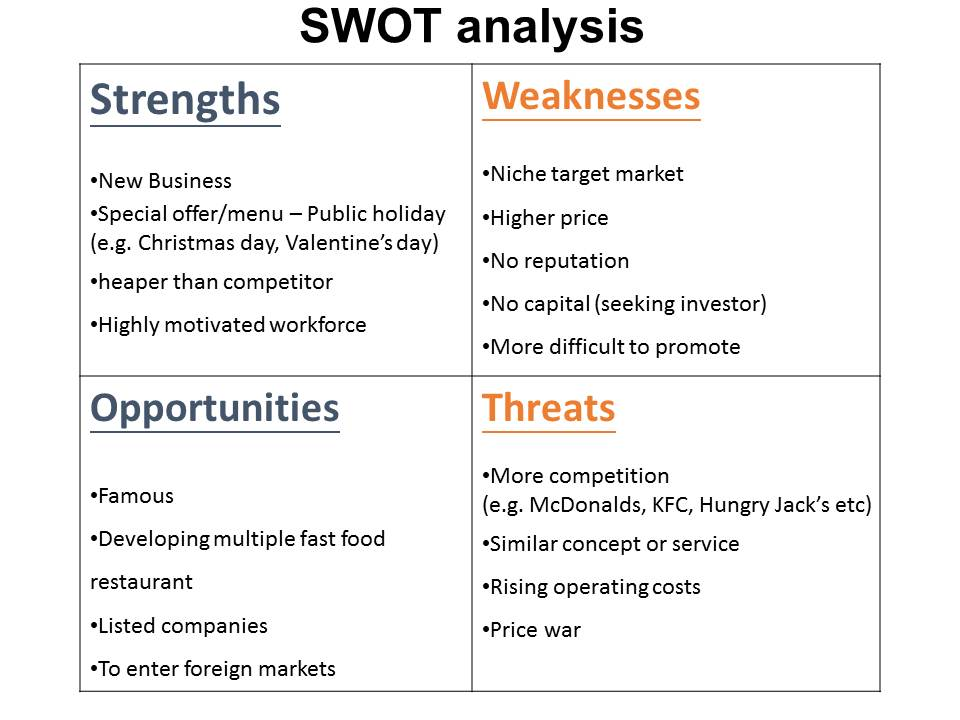 SWOT analysis
Strengths
•New Business
•Special offer/menu – Public holiday
(e.g. Christmas day, Valentine's day)
•heaper than competitor
•Highly motivated workforce
Weaknesses
•Niche target market
•Higher price
•No reputation
•No capital (seeking investor)
•More difficult to promote
Opportunities
•Famous
•Developing multiple fast food
restaurant
•Listed companies
•To enter foreign markets
Threats
•More competition
(e.g. McDonalds, KFC, Hungry Jack's etc)
•Similar concept or service
•Rising operating costs
•Price war